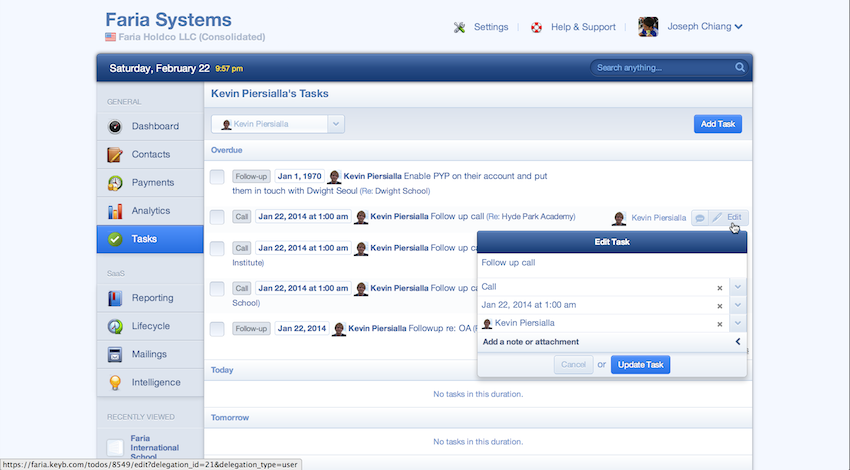 Faria Systems
Faria Holdco LLC (Consolidated)
Settings
Help & Support
Joseph Chiang
Saturday, February 22 9:57 pm
Search anything...
GENERAL
Dashboard
Contacts
Payments
Analytics
Tasks
SaaS
Reporting
Lifecycle
Mailings
Intelligence
RECENTLY VIEWED
Faria
International
School
Kevin Piersialla's Tasks
Kevin Piersialla
Add Task
Overdue
Follow-up Jan 1, 1970 Kevin Piersialla Enable PYP on their account and put
them in touch with Dwight Seoul (Re: Dwight School)
Call Jan 22, 2014 at 1:00 am Kevin Piersialla Follow up call (Re: Hyde Park Academy)
Kevin Piersialla Edit
Call Jan 22, 2014 at 1:00 am Kevin Piersialla Follow up
Institute)
Call Jan 22, 2014 at 1:00 am Kevin Piersialla Follow up
School)
Follow-up Jan 22, 2014 Kevin Piersialla Followup re: OA
Edit Task
Follow up call
Call
Jan 22, 2014 at 1:00 am
Kevin Piersialla
Add a note or attachment
Cancel or Update Task
Today
No tasks in this duration.
Tomorrow
No tasks in this duration.
https://faria.keyb.com/todos/8549/edit?delegation_id=21&delegation_type=user